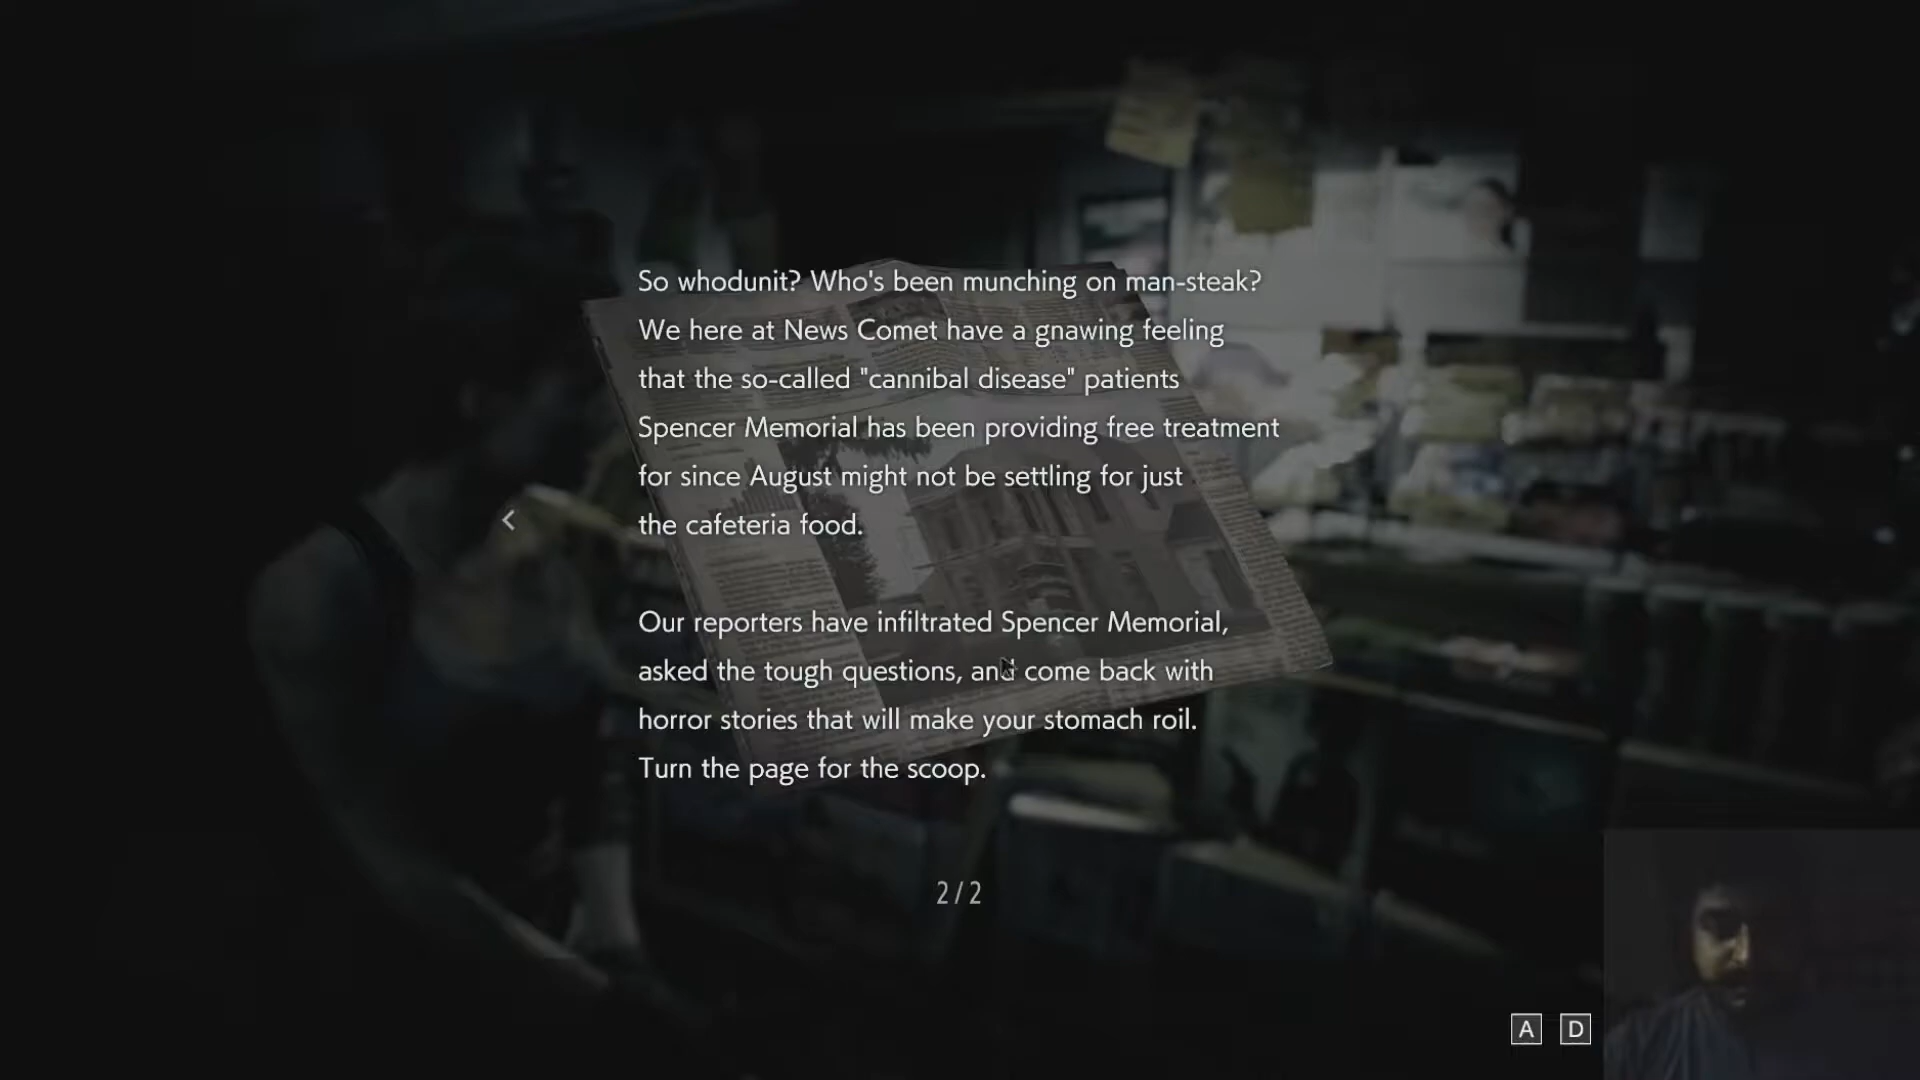 So whodunit? Who's been munching on man-steak?
We here at News Comet have a gnawing feeling
that the so-called "cannibal disease" patients
Spencer Memorial has been providing free treatment
for since August might not be settling for just
the cafeteria food.
Our reporters have infiltrated Spencer Memorial,
asked the tough questions, and come back with
horror stories that will make your stomach roil.
Turn the page for the scoop.
2/2
A D